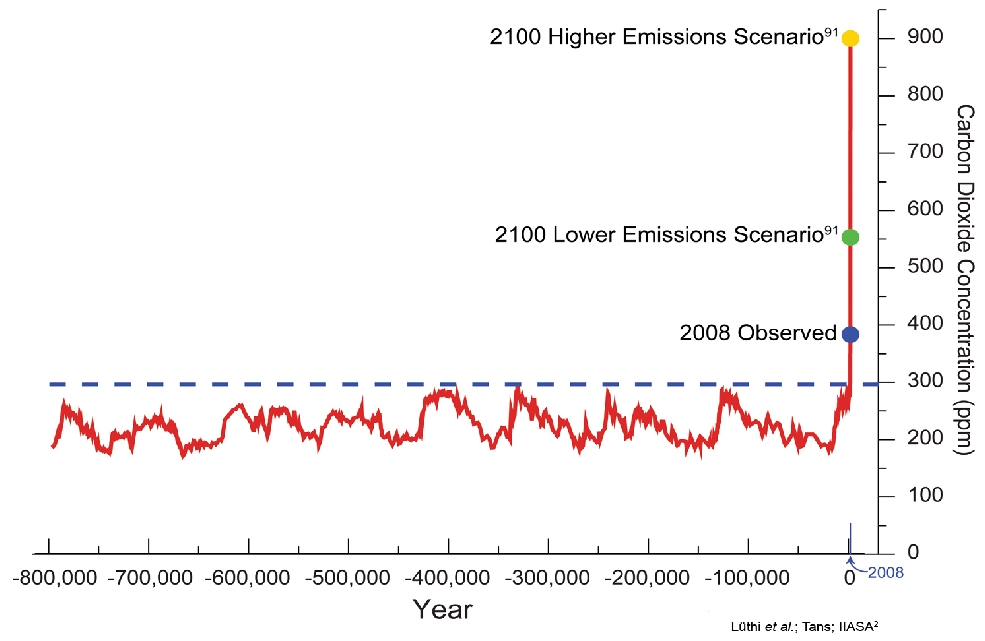 2100 Higher Emissions Scenario⁹¹
2100 Lower Emissions Scenario⁹¹
2008 Observed
900
800
700
600
500
400
300
200
100
0
Carbon Dioxide Concentration (ppm)
-800,000 -700,000 -600,000 -500,000 -400,000 -300,000 -200,000 -100,000 0
2008
Year
Lüthi et al.; Tans; IIASA²